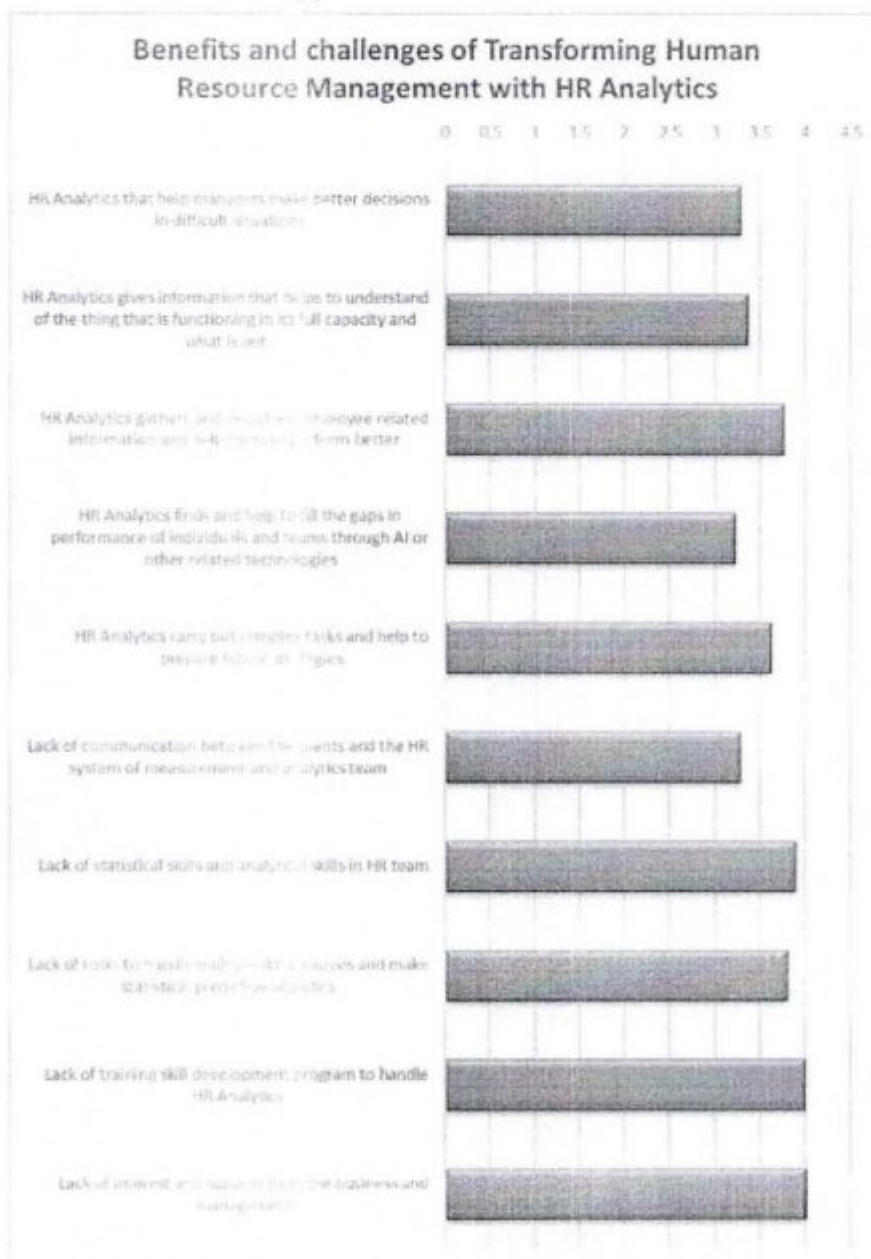 Benefits and challenges of Transforming Human
Resource Management with HR Analytics
0 0.5 1 1.5 2 2.5 3 3.5 4 4.5
HR Analytics that help managers make better decisions
in difficult situations
HR Analytics gives information that helps to understand
of the thing that is functioning in its full capacity and
what is not
HR Analytics gathers and employee related
information and better
HR Analytics finds and help to fill the gaps in
performance of individuals and teams through AI or
other related technologies
HR Analytics carry out complex tasks and help to
prepare future
Lack of communication between the clients and the HR
system of measurement and analytics team
Lack of statistical skills and analytical skills in HR team
Lack of tools to handle and make
statistical
Lack of training skill development program to handle
HR Analytics
Lack of interest and support from the business and
management